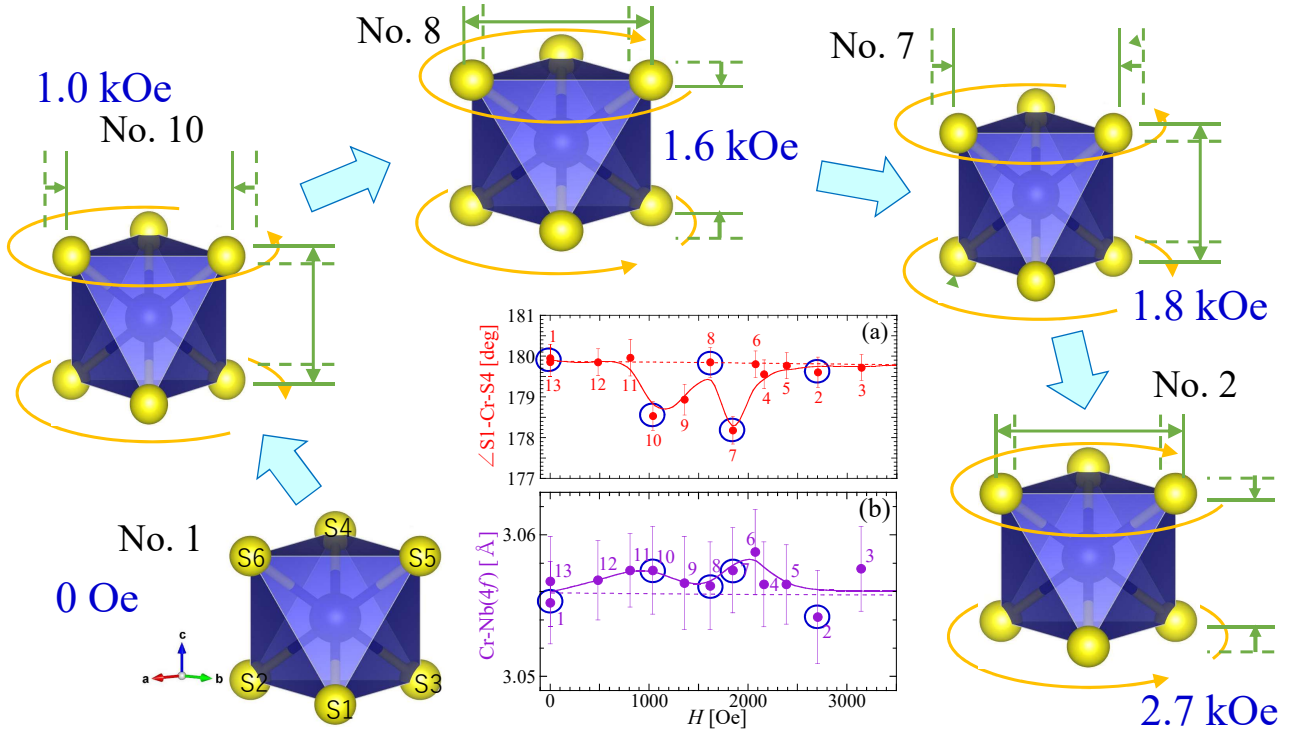 No. 8
No. 7
1.0 kOe
No. 10
1.6 kOe
1.8 kOe
No. 2
No. 1
0 Oe
S4
S6
S5
S2
S3
S1
c
a
b
2.7 kOe
(a)
∠S1-Cr-S4 [deg]
181
180
179
178
177
1
13
12
11
10
9
8
7
6
4
5
2
3
(b)
Cr-Nb(4f) [Å]
3.06
3.05
13
1
12
11
10
9
8
7
6
4
5
2
3
0
1000
2000
3000
H [Oe]